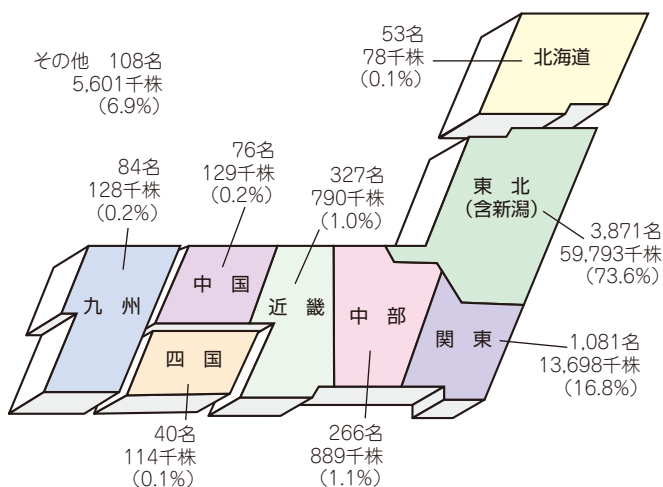 その他　108名
5,601千株
(6.9%)
53名
78千株
(0.1%)
北海道
84名
128千株
(0.2%)
76名
129千株
(0.2%)
327名
790千株
(1.0%)
東　北
(含新潟)
3,871名
59,793千株
(73.6%)
九　州
中　国
近　畿
中　部
関　東
四　国
1,081名
13,698千株
(16.8%)
40名
114千株
(0.1%)
266名
889千株
(1.1%)